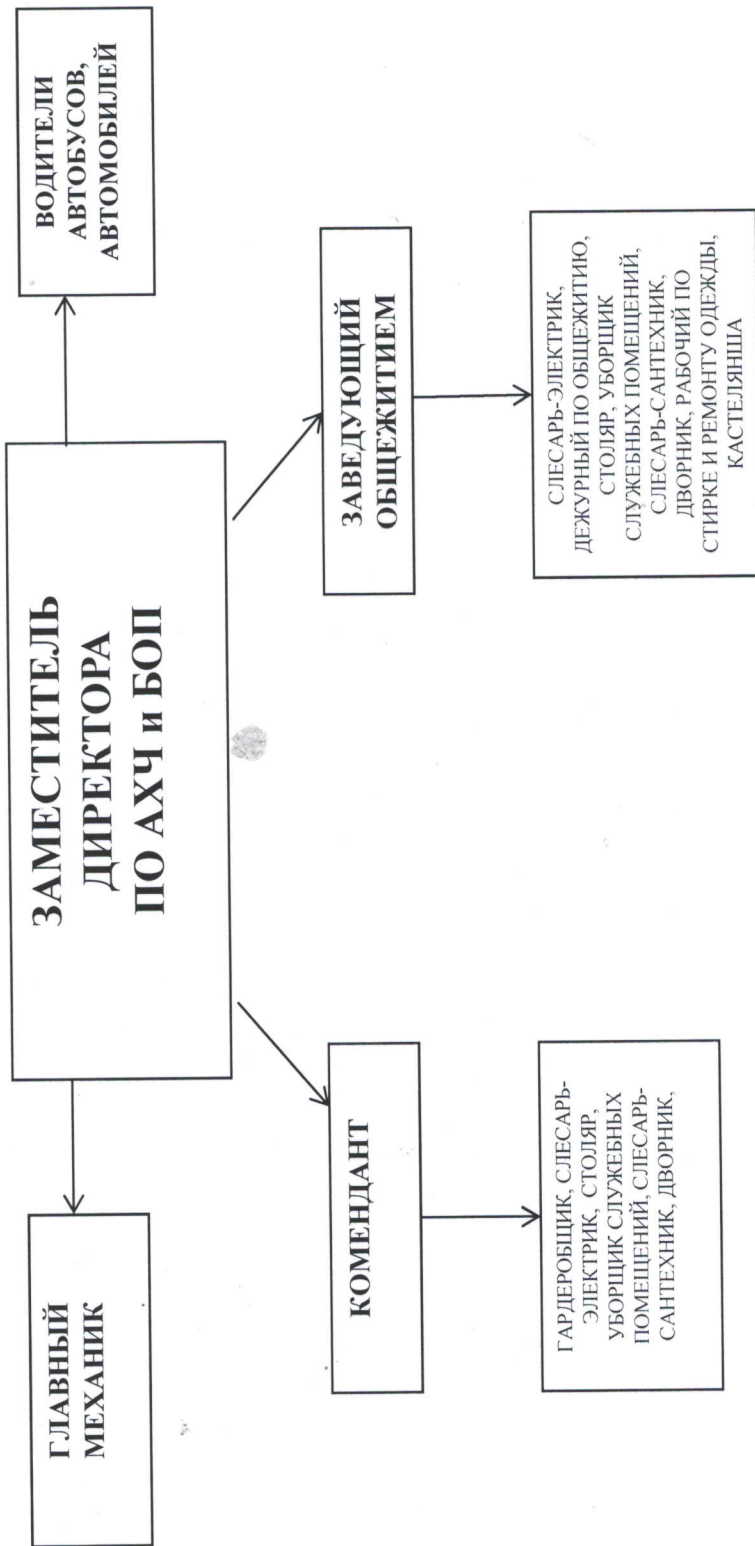 ЗАМЕСТИТЕЛЬ
ДИРЕКТОРА
ПО АХЧ и БОП
ГЛАВНЫЙ
МЕХАНИК
ВОДИТЕЛИ
АВТОБУСОВ,
АВТОМОБИЛЕЙ
КОМЕНДАНТ
ЗАВЕДУЮЩИЙ
ОБЩЕЖИТИЕМ
ГАРДЕРОБЩИК, СЛЕСАРЬ-
ЭЛЕКТРИК, СТОЛЯР,
УБОРЩИК СЛУЖЕБНЫХ
ПОМЕЩЕНИЙ, СЛЕСАРЬ-
САНТЕХНИК, ДВОРНИК,
СЛЕСАРЬ-ЭЛЕКТРИК,
ДЕЖУРНЫЙ ПО ОБЩЕЖИТИЮ,
СТОЛЯР, УБОРЩИК
СЛУЖЕБНЫХ ПОМЕЩЕНИЙ,
СЛЕСАРЬ-САНТЕХНИК,
ДВОРНИК, РАБОЧИЙ ПО
СТИРКЕ И РЕМОНТУ ОДЕЖДЫ,
КАСТЕЛЯНША